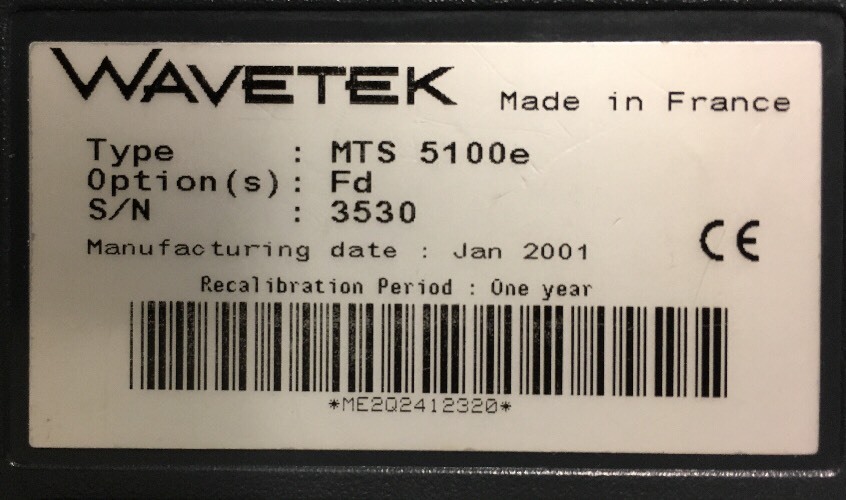 WAVETEK Made in France
Type : MTS 5100e
Option(s) : Fd
S/N : 3530
Manufacturing date : Jan 2001
CE
Recalibration Period : One year
*ME2Q2412320*